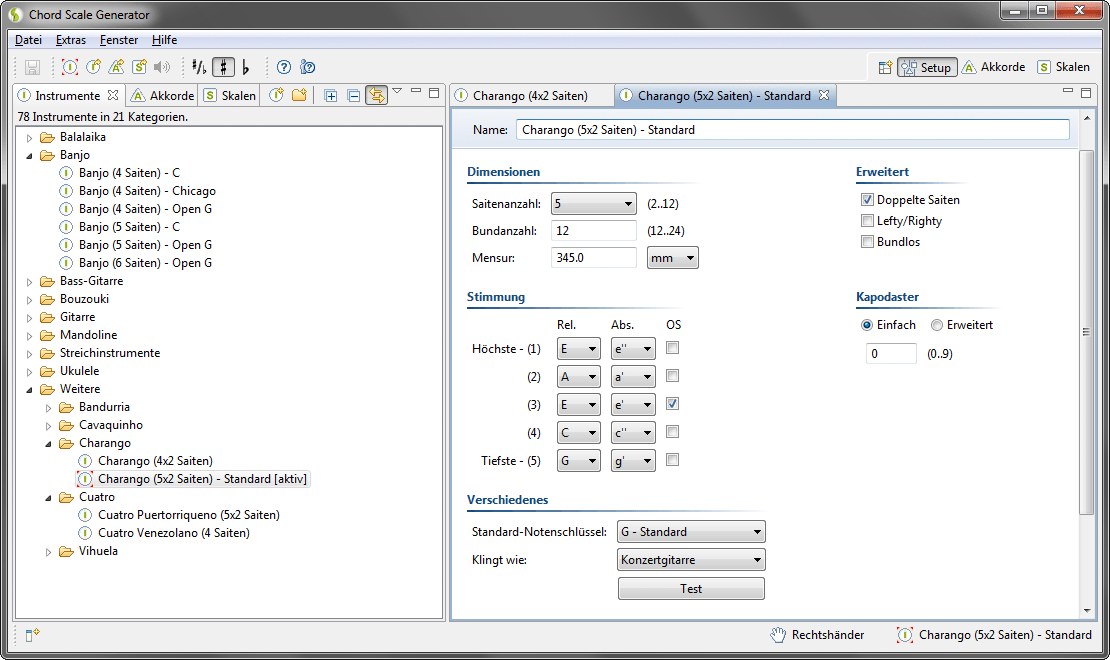 Chord Scale Generator
Datei Extras Fenster Hilfe
Setup Akkorde Skalen
Instrumente Akkorde Skalen
78 Instrumente in 21 Kategorien.
Balalaika
Banjo
Banjo (4 Saiten) - C
Banjo (4 Saiten) - Chicago
Banjo (4 Saiten) - Open G
Banjo (5 Saiten) - C
Banjo (5 Saiten) - Open G
Banjo (6 Saiten) - Open G
Bass-Gitarre
Bouzouki
Gitarre
Mandoline
Streichinstrumente
Ukulele
Weitere
Bandurria
Cavaquinho
Charango
Charango (4x2 Saiten)
Charango (5x2 Saiten) - Standard [aktiv]
Cuatro
Cuatro Puertorriqueno (5x2 Saiten)
Cuatro Venezolano (4 Saiten)
Vihuela
Charango (4x2 Saiten) Charango (5x2 Saiten) - Standard
Name: Charango (5x2 Saiten) - Standard
Dimensionen
Saitenanzahl: 5 (2..12)
Bundanzahl: 12 (12..24)
Mensur: 345.0 mm
Erweitert
Doppelte Saiten
Lefty/Righty
Bundlos
Stimmung
Rel. Abs. OS
Höchste - (1) E e''
(2) A a'
(3) E e'
(4) C c''
Tiefste - (5) G g'
Kapodaster
Einfach Erweitert
0 (0..9)
Verschiedenes
Standard-Notenschlüssel: G - Standard
Klingt wie: Konzertgitarre
Test
Rechtshänder Charango (5x2 Saiten) - Standard